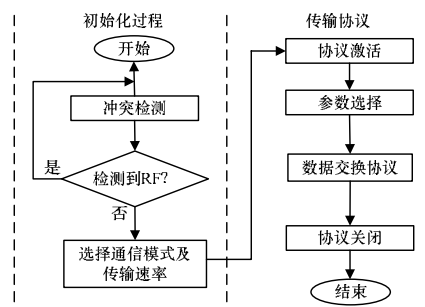 初始化过程
开始
冲突检测
检测到RF?
是
否
选择通信模式及
传输速率
传输协议
协议激活
参数选择
数据交换协议
协议关闭
结束